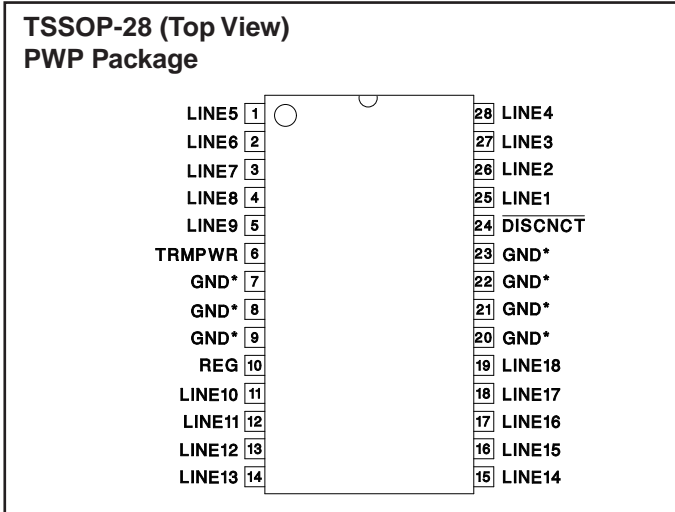 TSSOP-28 (Top View)
PWP Package
LINE5 1 28 LINE4
LINE6 2 27 LINE3
LINE7 3 26 LINE2
LINE8 4 25 LINE1
LINE9 5 24 DISCNCT
TRMPWR 6 23 GND*
GND* 7 22 GND*
GND* 8 21 GND*
GND* 9 20 GND*
REG 10 19 LINE18
LINE10 11 18 LINE17
LINE11 12 17 LINE16
LINE12 13 16 LINE15
LINE13 14 15 LINE14